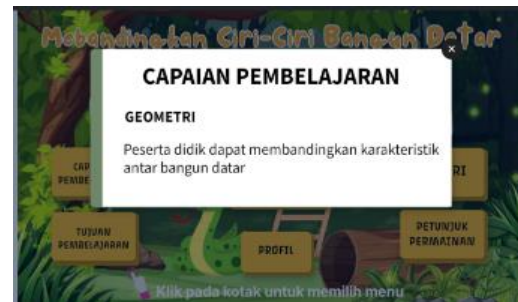 Mebandingkan Ciri-Ciri Bangun Datar
×
CAPAIAN PEMBELAJARAN
GEOMETRI
Peserta didik dapat membandingkan karakteristik
antar bangun datar
TUJUAN
PEMBELAJARAN
PROFIL
PETUNJUK
PERMAINAN
Klik pada kotak untuk memilih menu